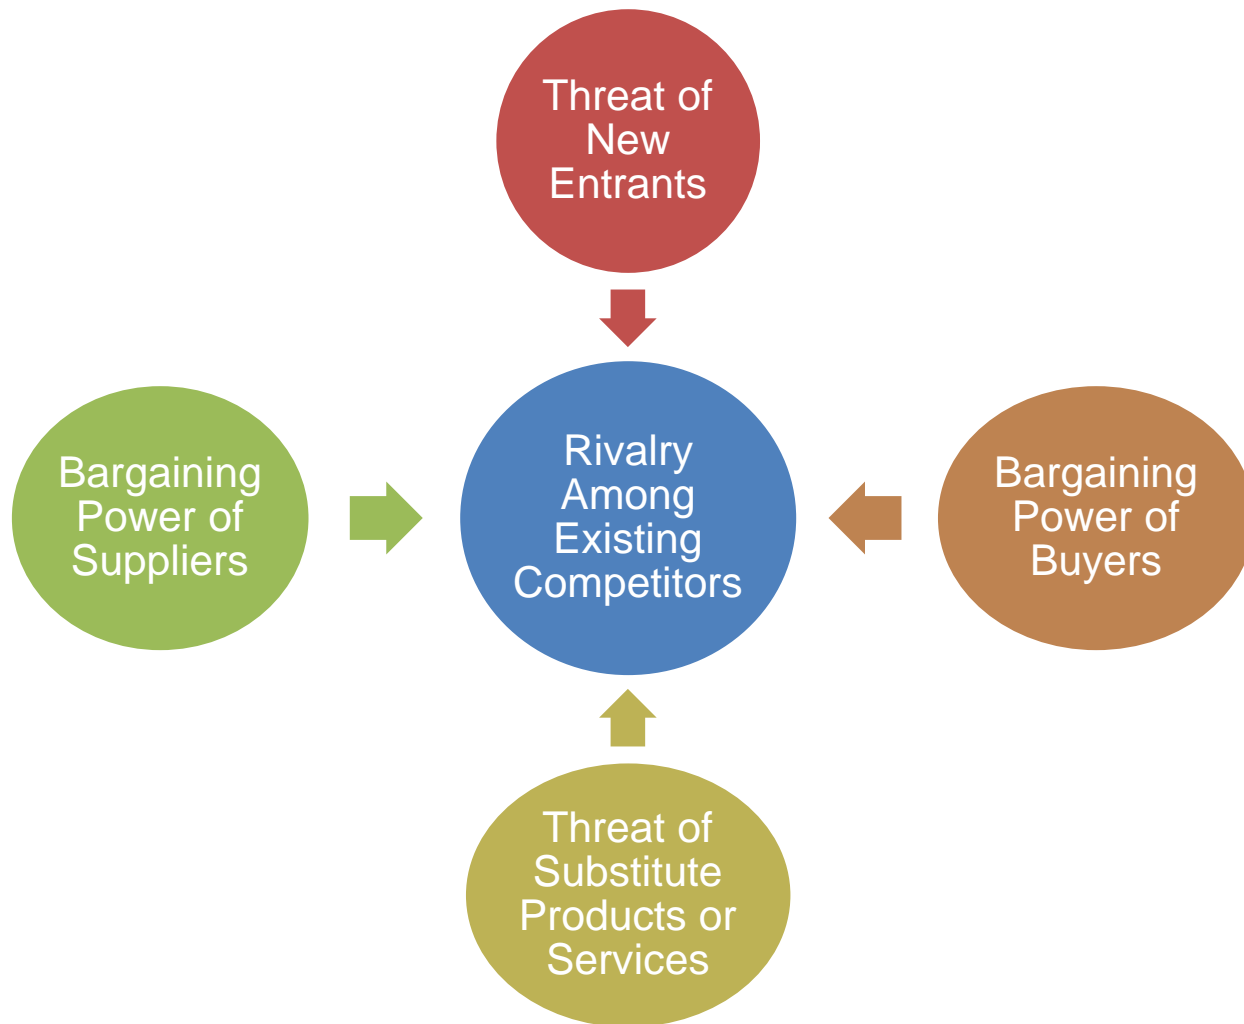 Threat of
New
Entrants
Bargaining
Power of
Suppliers
Rivalry
Among
Existing
Competitors
Bargaining
Power of
Buyers
Threat of
Substitute
Products or
Services